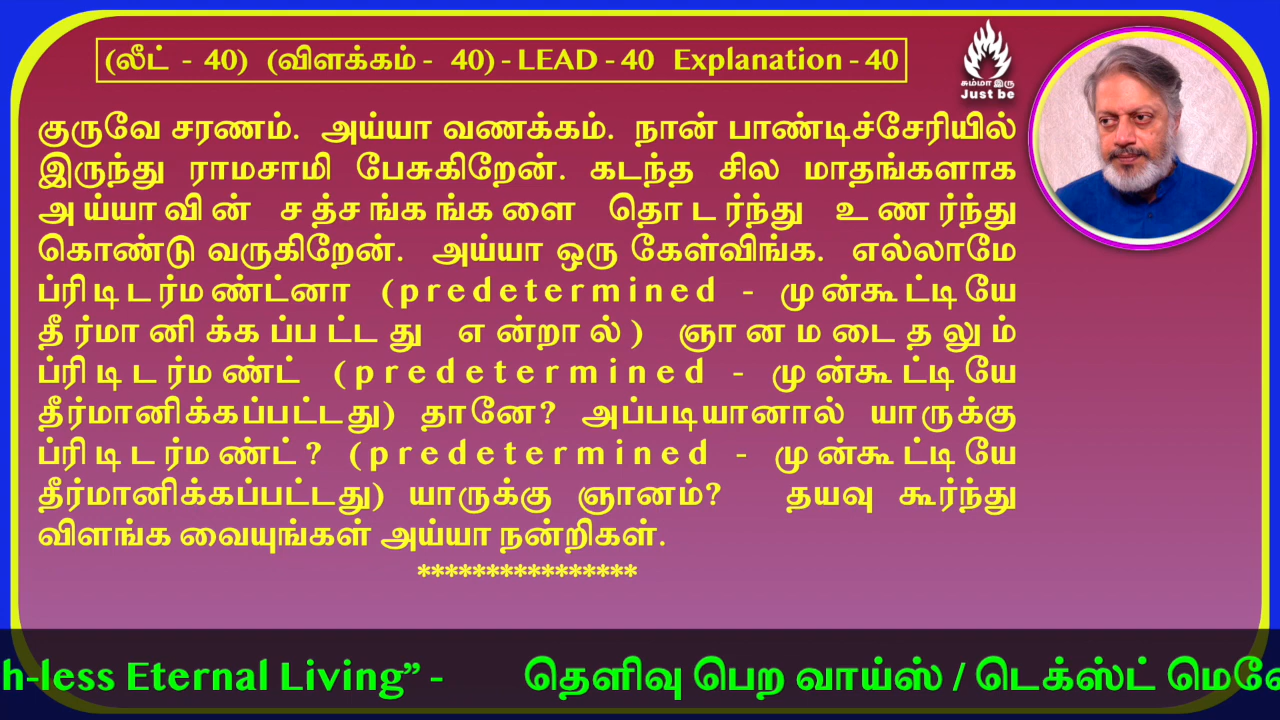 (லீட் - 40) (விளக்கம் - 40) - LEAD - 40 Explanation - 40
சும்மா இரு
Just be
குருவே சரணம். அய்யா வணக்கம். நான் பாண்டிச்சேரியில்
இருந்து ராமசாமி பேசுகிறேன். கடந்த சில மாதங்களாக
அய்யாவின் சத்சங்கங்களை தொடர்ந்து உணர்ந்து
கொண்டு வருகிறேன். அய்யா ஒரு கேள்விங்க. எல்லாமே
ப்ரிடிடர்மண்ட்னா (predetermined - முன்கூட்டியே
தீர்மானிக்கப்பட்டது என்றால்) ஞானமடைதலும்
ப்ரிடிடர்மண்ட் (predetermined - முன்கூட்டியே
தீர்மானிக்கப்பட்டது) தானே? அப்படியானால் யாருக்கு
ப்ரிடிடர்மண்ட்? (predetermined - முன்கூட்டியே
தீர்மானிக்கப்பட்டது) யாருக்கு ஞானம்? தயவு கூர்ந்து
விளங்க வையுங்கள் அய்யா நன்றிகள்.
****************
h-less Eternal Living” - தெளிவு பெற வாய்ஸ் / டெக்ஸ்ட்